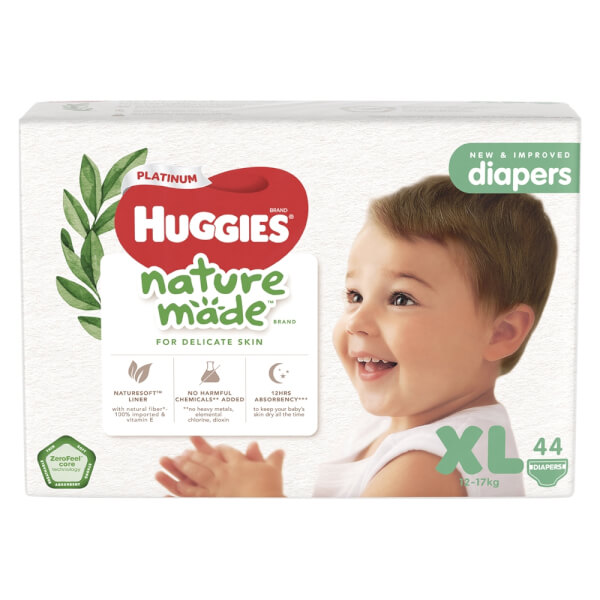 PLATINUM
BRAND
HUGGIES®
nature
made™
BRAND
FOR DELICATE SKIN
NEW & IMPROVED
diapers
NATURESOFT™
LINER
with natural fiber*
100% imported &
vitamin E
NO HARMFUL
CHEMICALS** ADDED
**no heavy metals,
elemental
chlorine, dioxin
12HRS
ABSORBENCY***
to keep your baby's
skin dry all the time
ZeroFeel™
core
technology
XL
12-17kg
44
DIAPERS